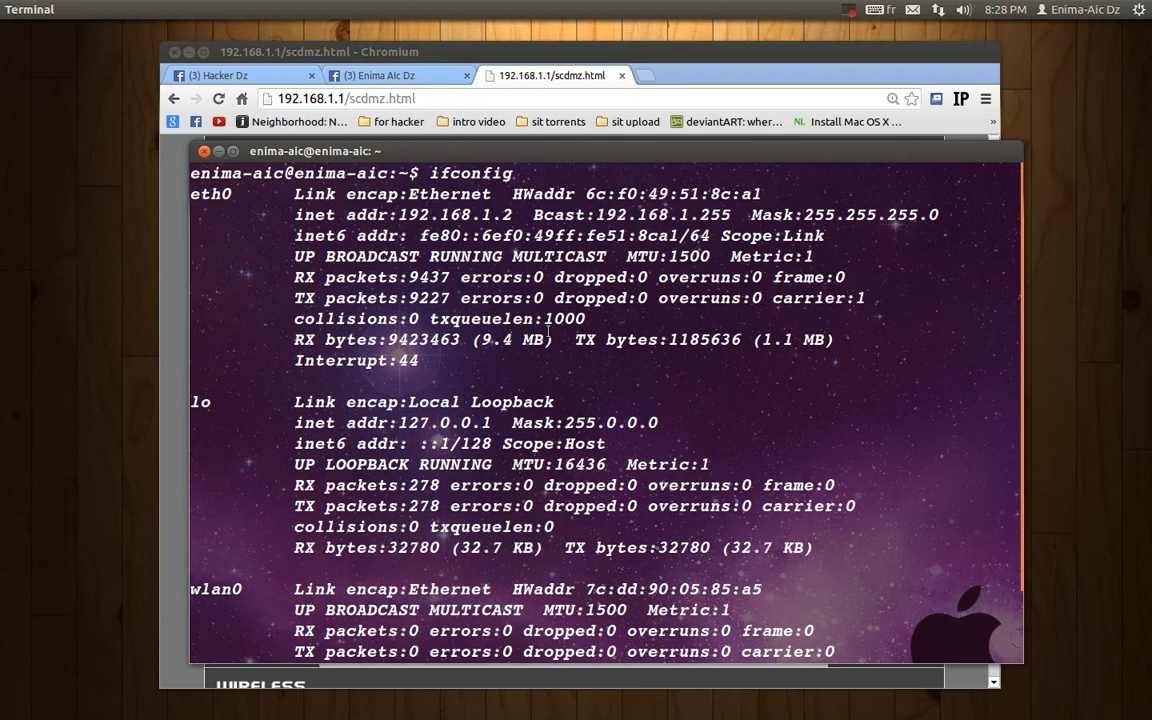 Terminal
fr
8:28 PM
Enima-Aic Dz
192.168.1.1/scdmz.html - Chromium
(3) Hacker Dz
(3) Enima AIc Dz
192.168.1.1/scdmz.html
192.168.1.1/scdmz.html
IP
Neighborhood: N...
for hacker
intro video
sit torrents
sit upload
deviantART: wher...
NL Install Mac OS X ...
»
enima-aic@enima-aic: ~
enima-aic@enima-aic:~$ ifconfig
eth0 Link encap:Ethernet HWaddr 6c:f0:49:51:8c:a1
inet addr:192.168.1.2 Bcast:192.168.1.255 Mask:255.255.255.0
inet6 addr: fe80::6ef0:49ff:fe51:8ca1/64 Scope:Link
UP BROADCAST RUNNING MULTICAST MTU:1500 Metric:1
RX packets:9437 errors:0 dropped:0 overruns:0 frame:0
TX packets:9227 errors:0 dropped:0 overruns:0 carrier:1
collisions:0 txqueuelen:1000
RX bytes:9423463 (9.4 MB) TX bytes:1185636 (1.1 MB)
Interrupt:44
lo Link encap:Local Loopback
inet addr:127.0.0.1 Mask:255.0.0.0
inet6 addr: ::1/128 Scope:Host
UP LOOPBACK RUNNING MTU:16436 Metric:1
RX packets:278 errors:0 dropped:0 overruns:0 frame:0
TX packets:278 errors:0 dropped:0 overruns:0 carrier:0
collisions:0 txqueuelen:0
RX bytes:32780 (32.7 KB) TX bytes:32780 (32.7 KB)
wlan0 Link encap:Ethernet HWaddr 7c:dd:90:05:85:a5
UP BROADCAST MULTICAST MTU:1500 Metric:1
RX packets:0 errors:0 dropped:0 overruns:0 frame:0
TX packets:0 errors:0 dropped:0 overruns:0 carrier:0
WIRELESS